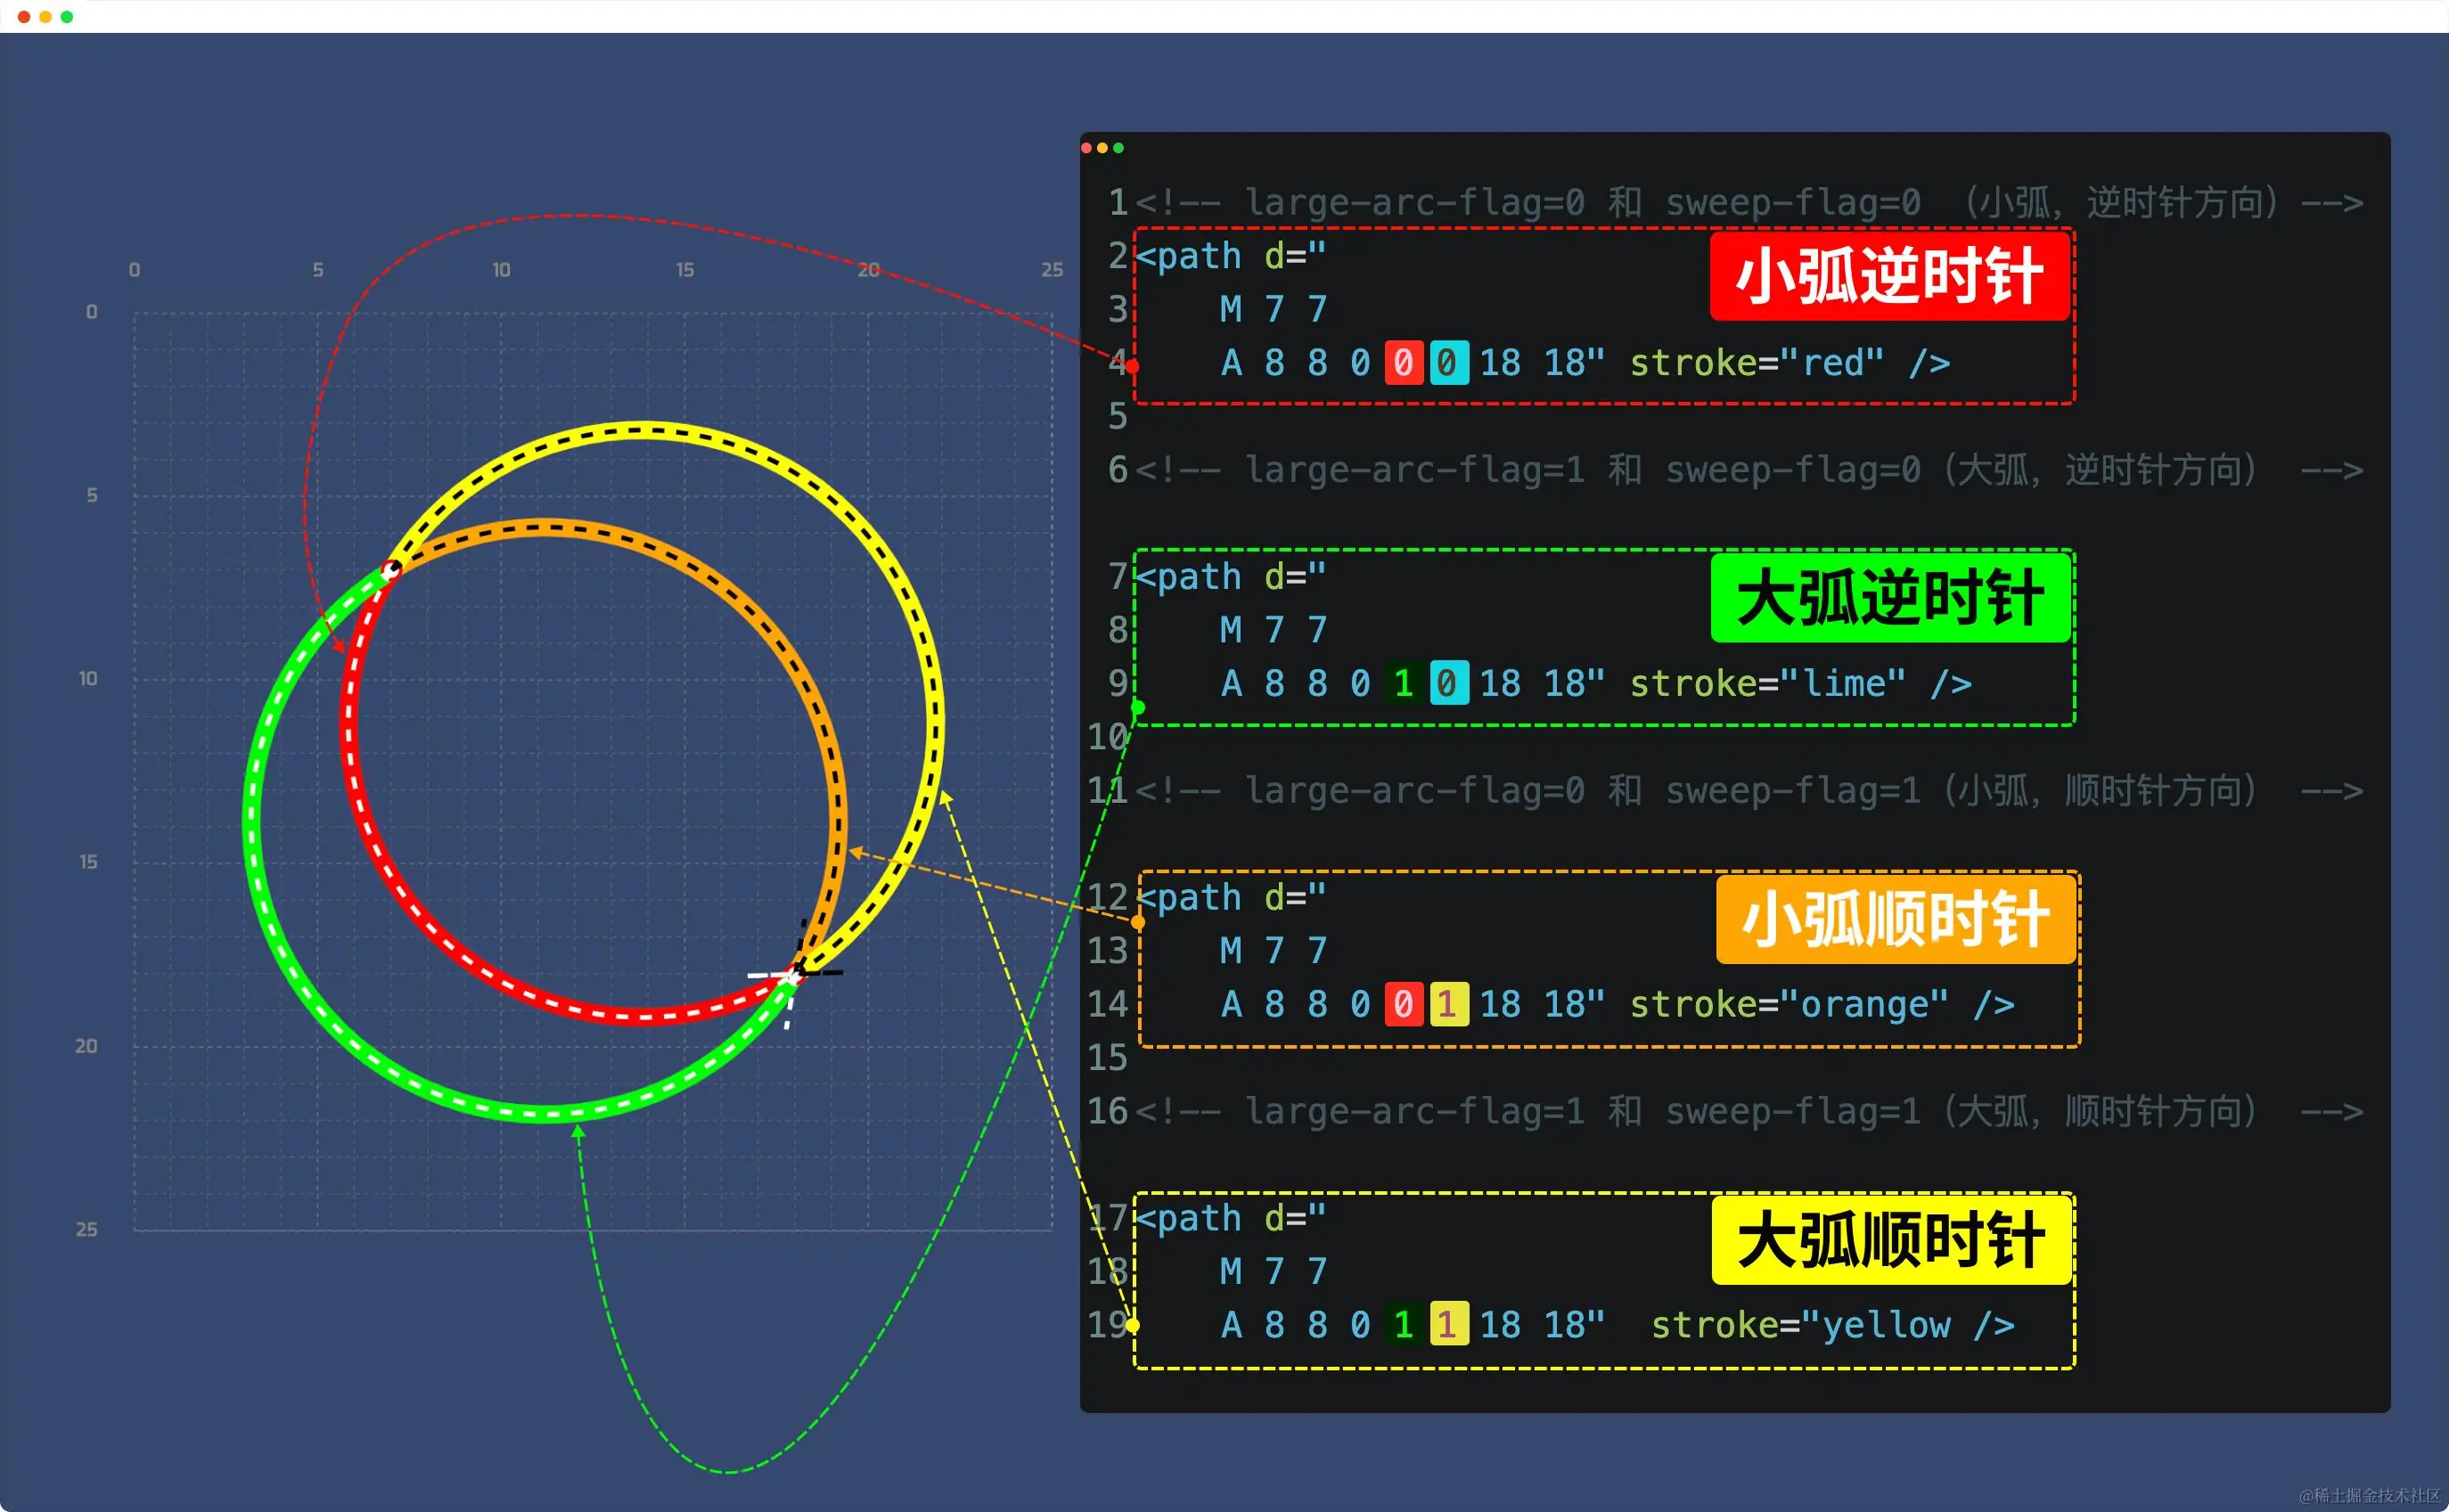 0 5 10 15 20 25
0
5
10
15
20
25
1 <!-- large-arc-flag=0 和 sweep-flag=0 （小弧，逆时针方向）-->
2 <path d="
小弧逆时针
3 M 7 7
4 A 8 8 0 0 0 18 18" stroke="red" />
5
6 <!-- large-arc-flag=1 和 sweep-flag=0（大弧，逆时针方向） -->
7 <path d="
大弧逆时针
8 M 7 7
9 A 8 8 0 1 0 18 18" stroke="lime" />
10
11 <!-- large-arc-flag=0 和 sweep-flag=1（小弧，顺时针方向） -->
12 <path d="
小弧顺时针
13 M 7 7
14 A 8 8 0 0 1 18 18" stroke="orange" />
15
16 <!-- large-arc-flag=1 和 sweep-flag=1（大弧，顺时针方向） -->
17 <path d="
大弧顺时针
18 M 7 7
19 A 8 8 0 1 1 18 18" stroke="yellow />
@稀土掘金技术社区